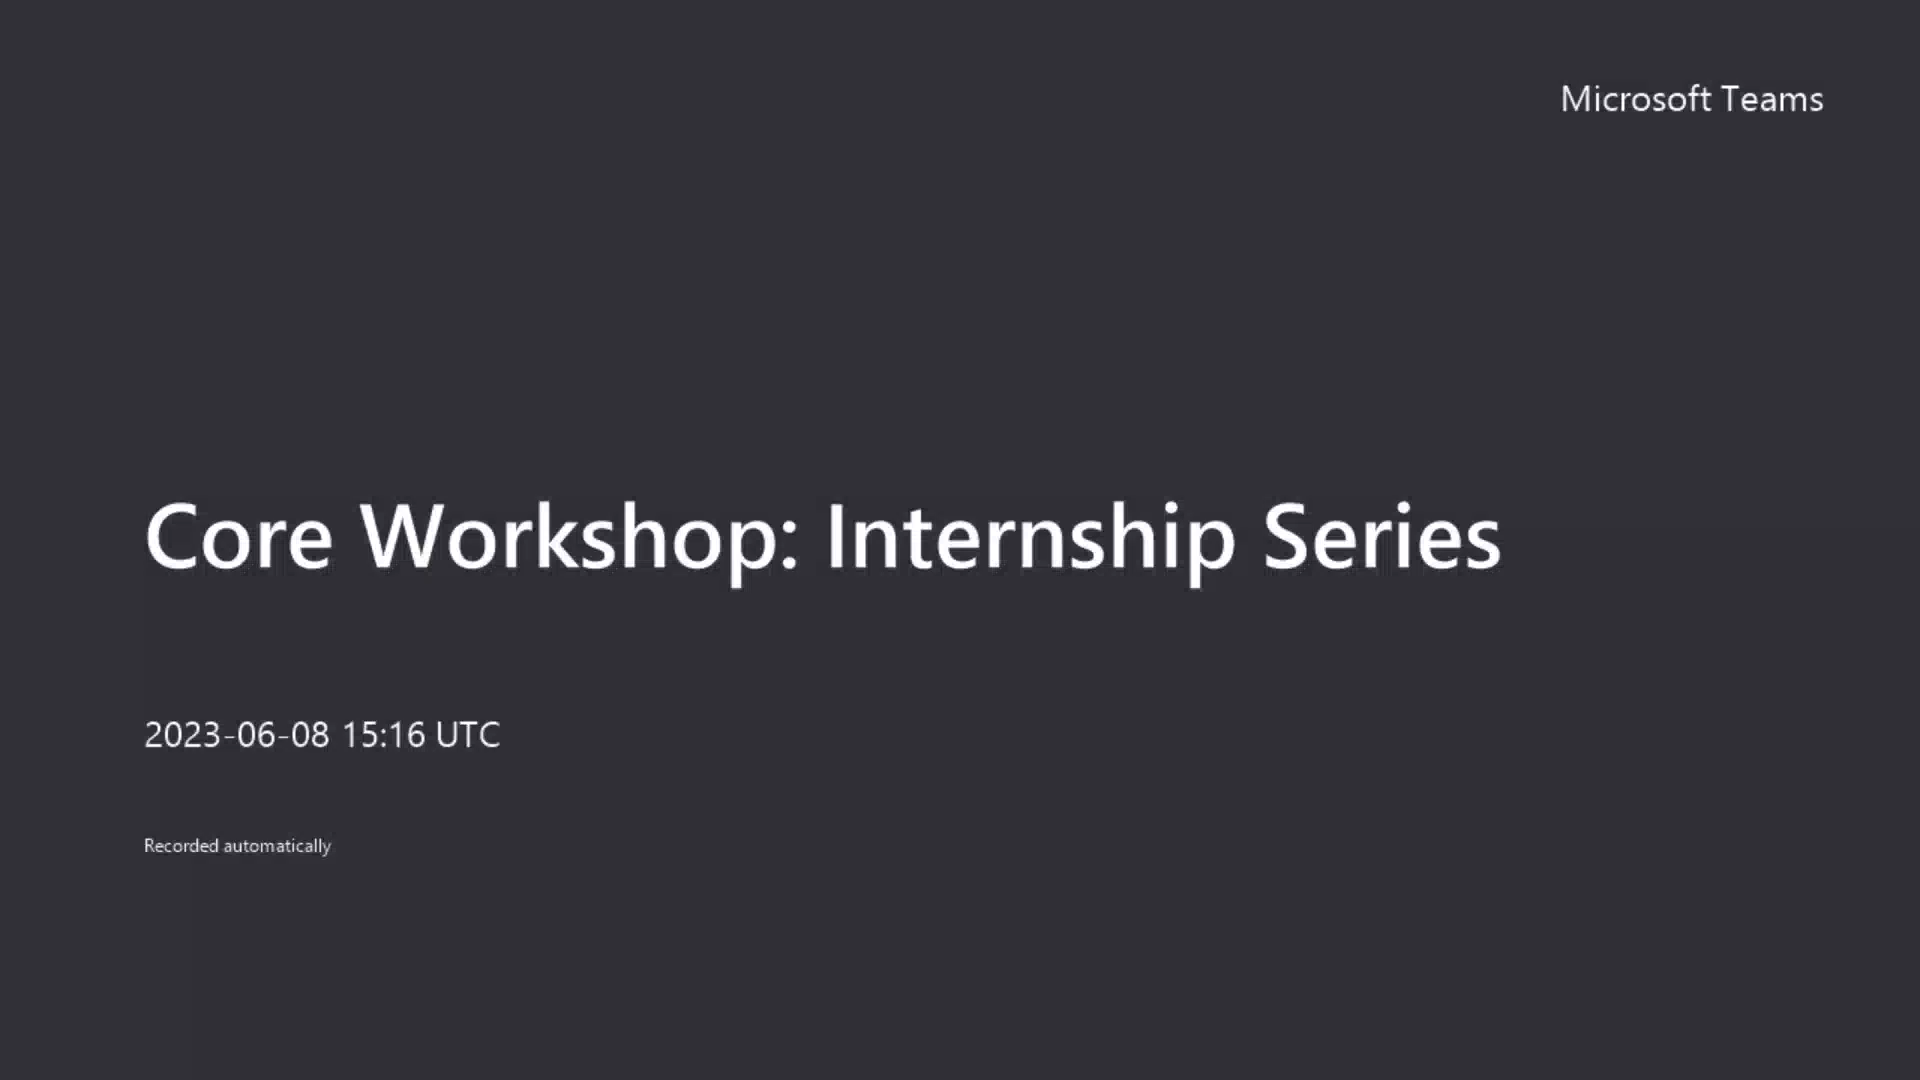 Microsoft Teams
Core Workshop: Internship Series
2023-06-08 15:16 UTC
Recorded automatically